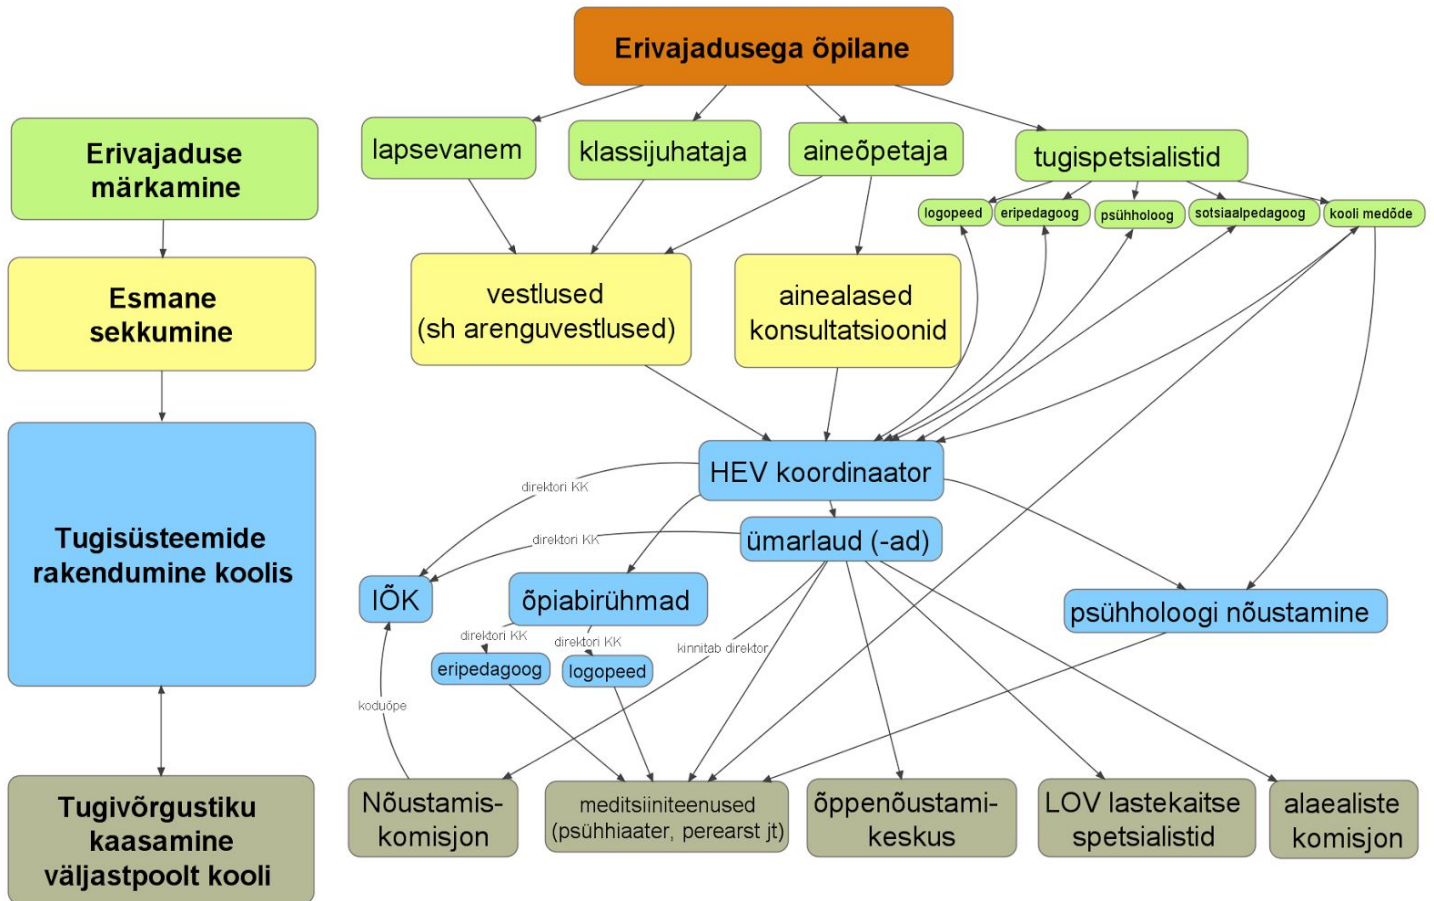 Erivajadusega õpilane
Erivajaduse
märkamine
lapsevanem
klassijuhataja
aineõpetaja
tugispetsialistid
logopeed
eripedagoog
psühholoog
sotsiaalpedagoog
kooli medõde
Esmane
sekkumine
vestlused
(sh arenguvestlused)
ainealased
konsultatsioonid
Tugisüsteemide
rakendumine koolis
HEV koordinaator
direktori KK
ümarlaud (-ad)
direktori KK
IÕK
õpiabirühmad
psühholoogi nõustamine
direktori KK
direktori KK
kinnitab direktor
eripedagoog
logopeed
koduõpe
Tugivõrgustiku
kaasamine
väljastpoolt kooli
Nõustamis-
komisjon
meditsiiniteenused
(psühhiaater, perearst jt)
õppenõustami-
keskus
LOV lastekaitse
spetsialistid
alaealiste
komisjon